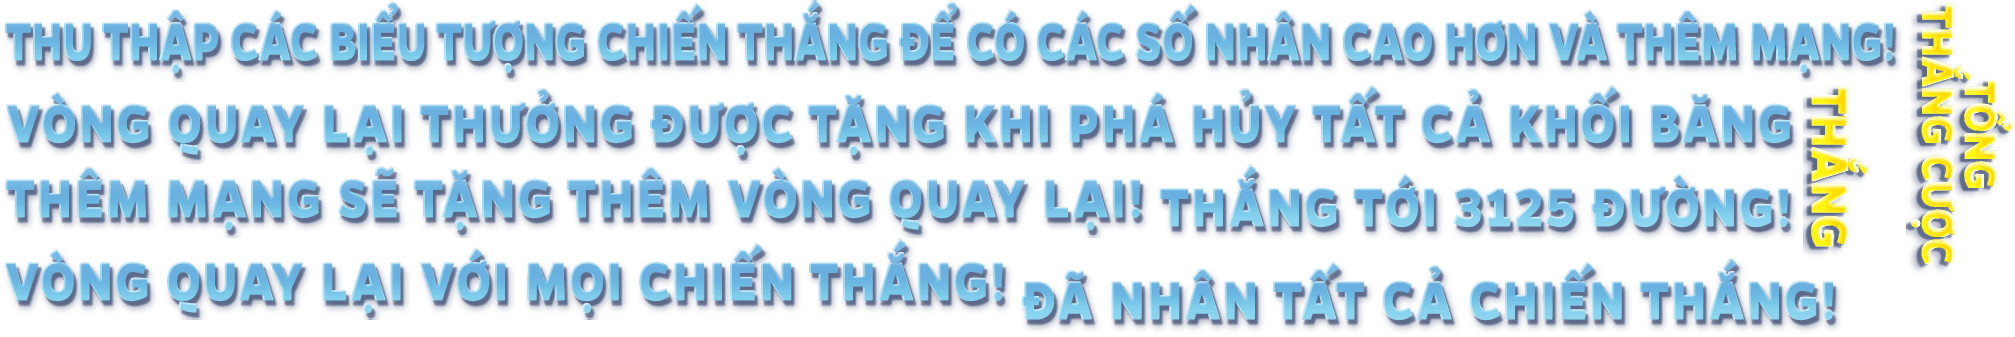 THU THẬP CÁC BIỂU TƯỢNG CHIẾN THẮNG ĐỂ CÓ CÁC SỐ NHÂN CAO HƠN VÀ THÊM MẠNG!
VÒNG QUAY LẠI THƯỞNG ĐƯỢC TẶNG KHI PHÁ HỦY TẤT CẢ KHỐI BĂNG
THÊM MẠNG SẼ TẶNG THÊM VÒNG QUAY LẠI!
THẮNG TỚI 3125 ĐƯỜNG!
VÒNG QUAY LẠI VỚI MỌI CHIẾN THẮNG!
ĐÃ NHÂN TẤT CẢ CHIẾN THẮNG!
THẮNG
TỔNG
THẮNG CƯỢC